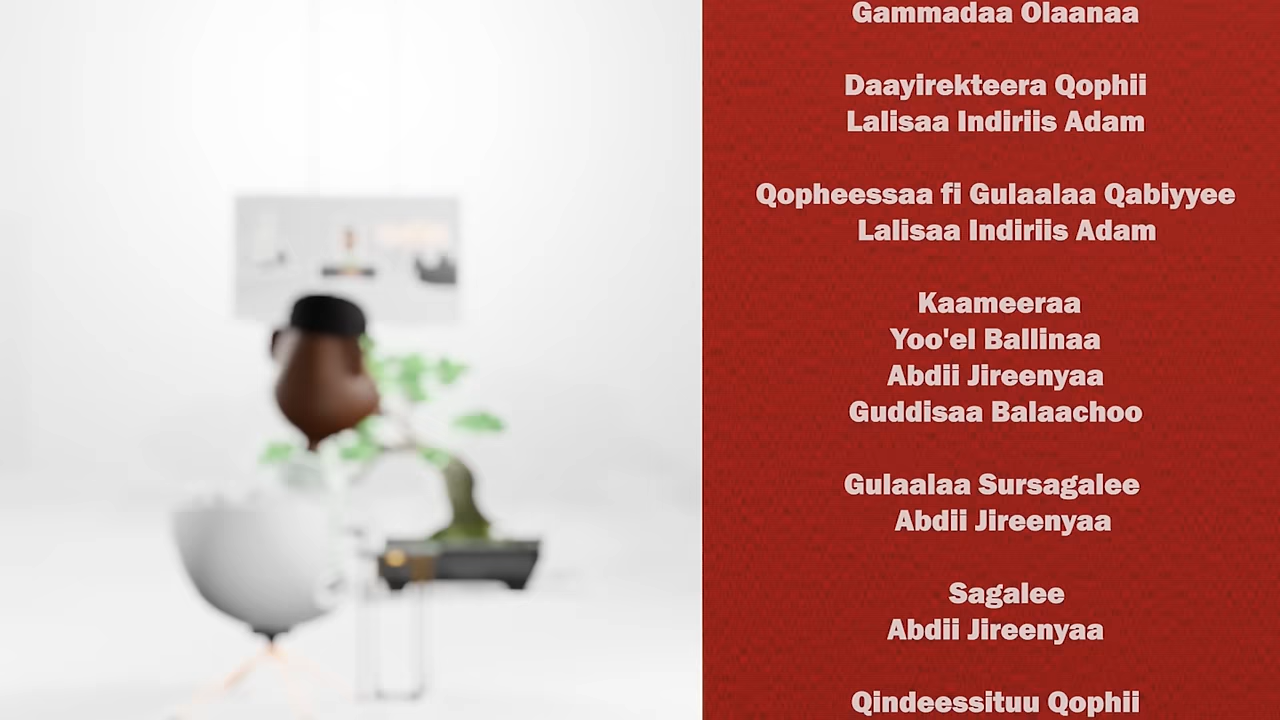 Gammadaa Olaanaa
Daayirekteera Qophii
Lalisaa Indiriis Adam
Qopheessaa fi Gulaalaa Qabiyyee
Lalisaa Indiriis Adam
Kaameeraa
Yoo'el Ballinaa
Abdii Jireenyaa
Guddisaa Balaachoo
Gulaalaa Sursagalee
Abdii Jireenyaa
Sagalee
Abdii Jireenyaa
Qindeessituu Qophii